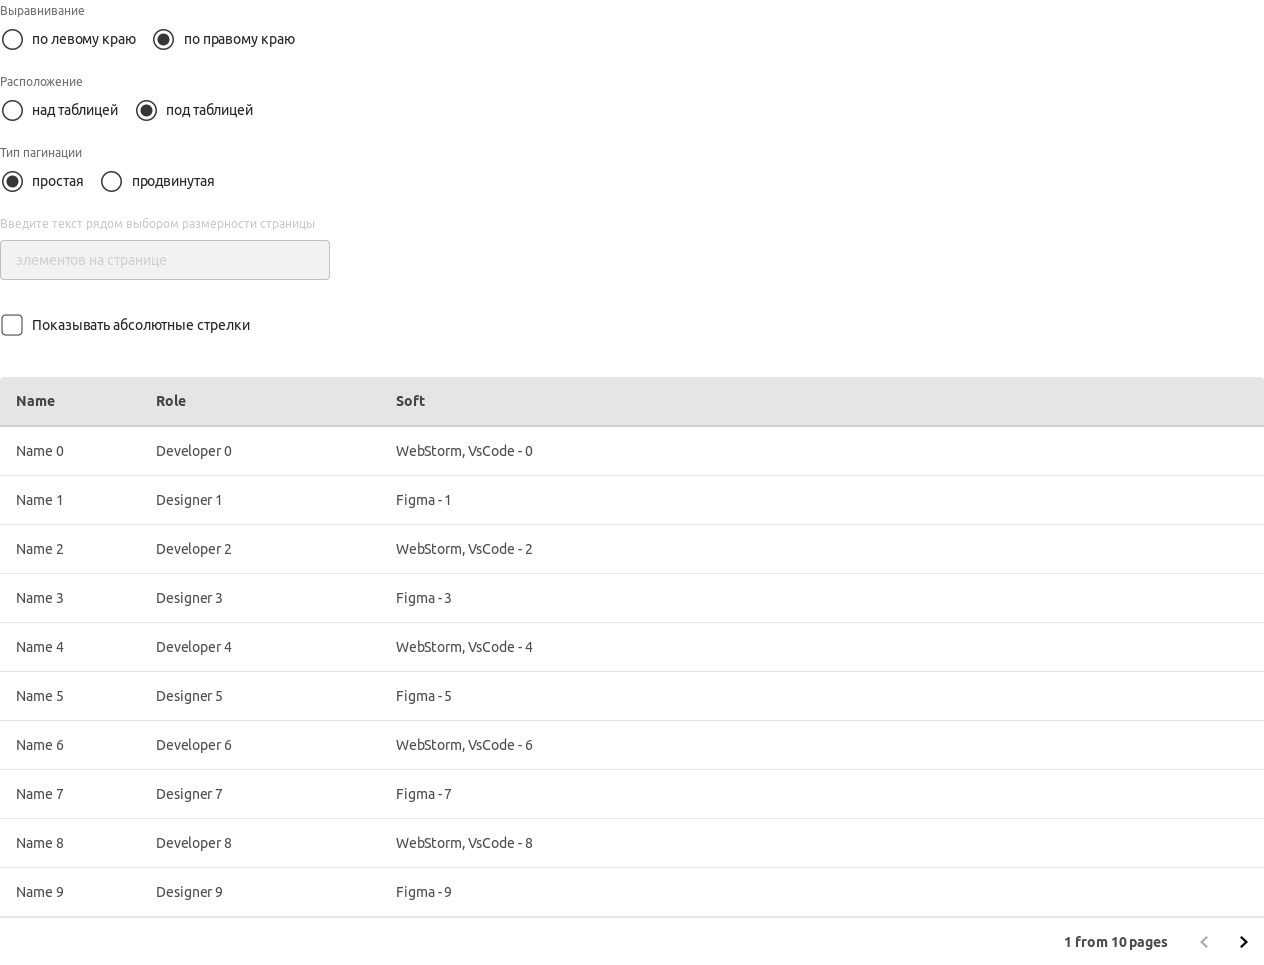 Выравнивание
по левому краю по правому краю
Расположение
над таблицей под таблицей
Тип пагинации
простая продвинутая
Введите текст рядом выбором размерности страницы
элементов на странице
Показывать абсолютные стрелки
Name Role Soft
Name 0 Developer 0 WebStorm, VsCode - 0
Name 1 Designer 1 Figma - 1
Name 2 Developer 2 WebStorm, VsCode - 2
Name 3 Designer 3 Figma - 3
Name 4 Developer 4 WebStorm, VsCode - 4
Name 5 Designer 5 Figma - 5
Name 6 Developer 6 WebStorm, VsCode - 6
Name 7 Designer 7 Figma - 7
Name 8 Developer 8 WebStorm, VsCode - 8
Name 9 Designer 9 Figma - 9
1 from 10 pages